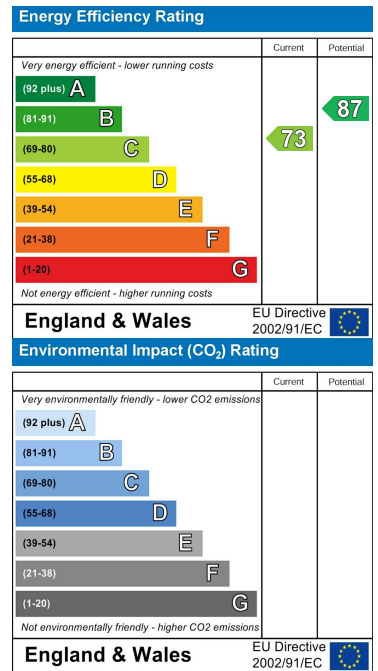 Energy Efficiency Rating
Current Potential
Very energy efficient - lower running costs
(92 plus) A
(81-91) B
(69-80) C
(55-68) D
(39-54) E
(21-38) F
(1-20) G
73
87
Not energy efficient - higher running costs
England & Wales
EU Directive
2002/91/EC
Environmental Impact (CO₂) Rating
Current Potential
Very environmentally friendly - lower CO2 emissions
(92 plus) A
(81-91) B
(69-80) C
(55-68) D
(39-54) E
(21-38) F
(1-20) G
Not environmentally friendly - higher CO2 emissions
England & Wales
EU Directive
2002/91/EC